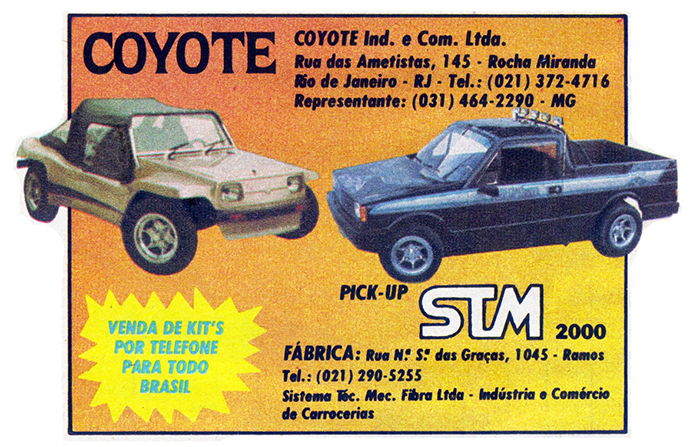 COYOTE
COYOTE Ind. e Com. Ltda.
Rua das Ametistas, 145 - Rocha Miranda
Rio de Janeiro - RJ - Tel.: (021) 372-4716
Representante: (031) 464-2290 - MG
PICK-UP STM 2000
VENDA DE KIT'S
POR TELEFONE
PARA TODO
BRASIL
FÁBRICA: Rua N.ª S.ª das Graças, 1045 - Ramos
Tel.: (021) 290-5255
Sistema Téc. Mec. Fibra Ltda - Indústria e Comércio
de Carrocerias